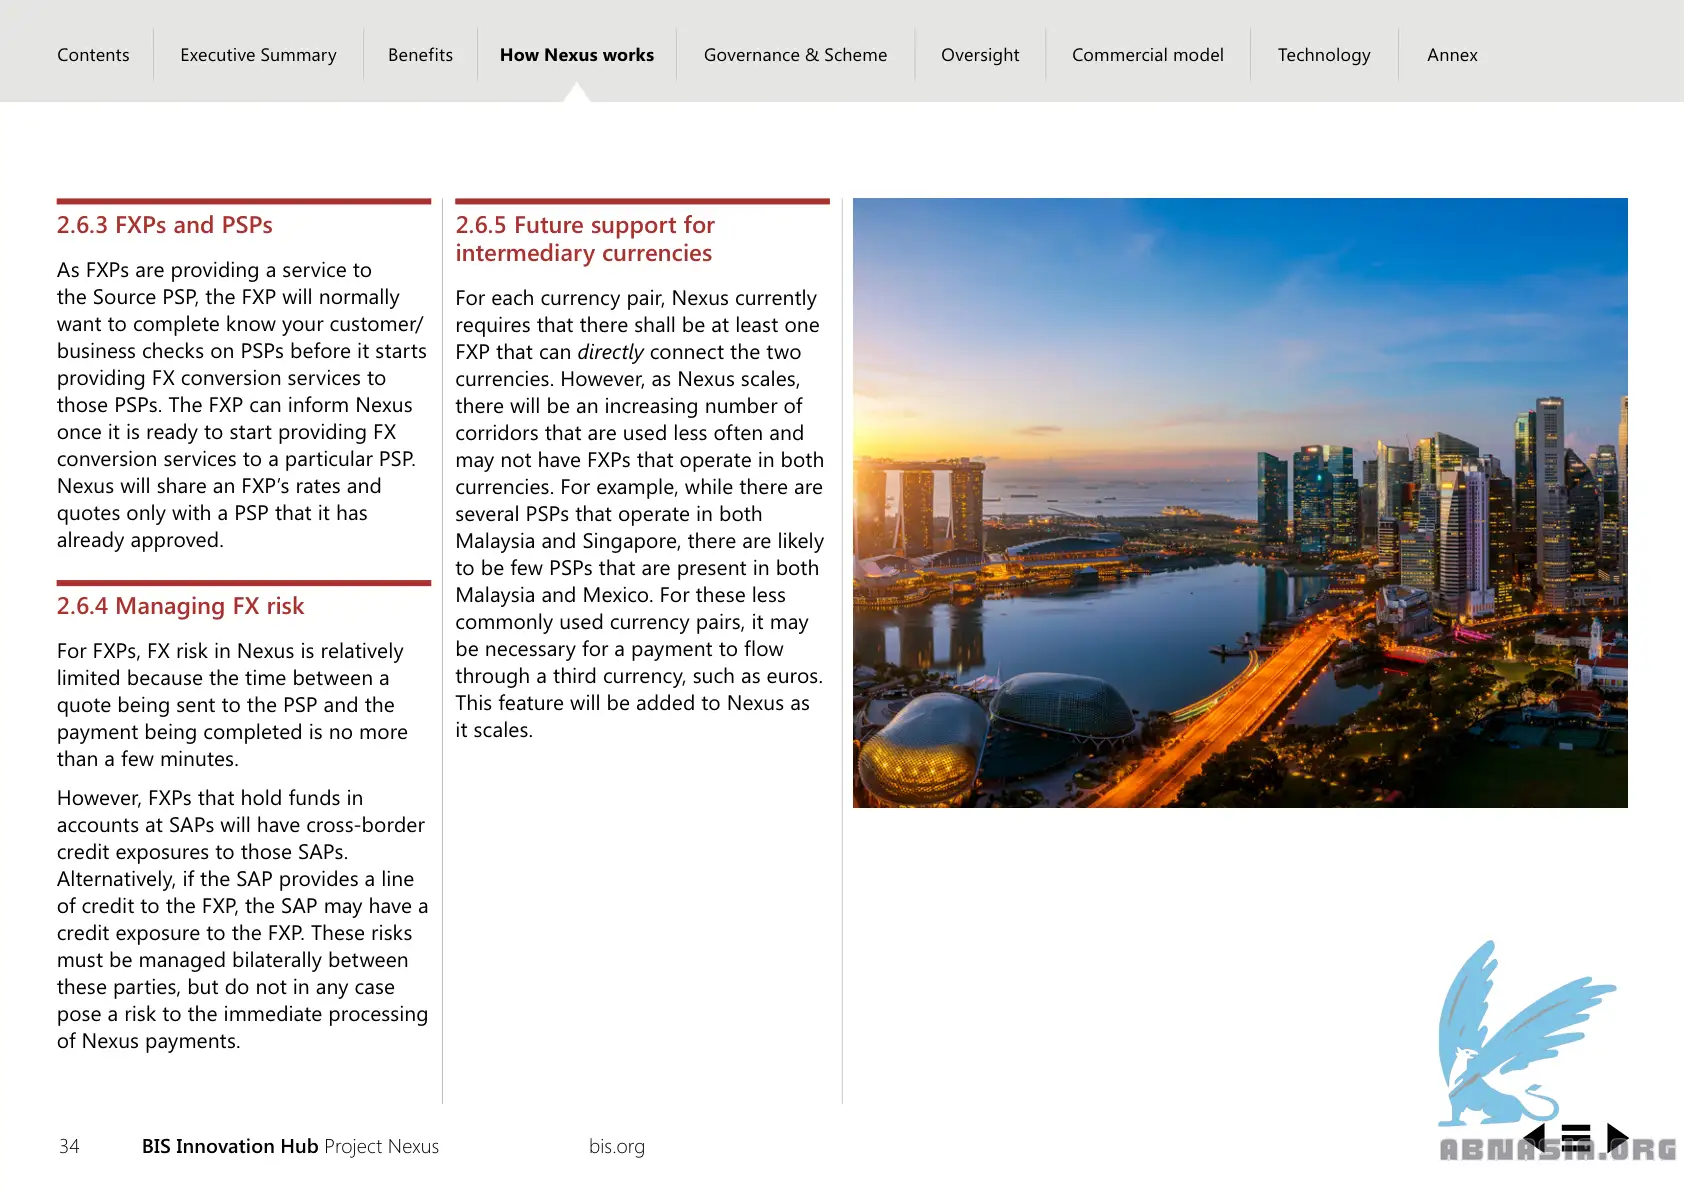 Contents
Executive Summary
Benefits
How Nexus works
Governance & Scheme
Oversight
Commercial model
Technology
Annex
2.6.3 FXPs and PSPs
As FXPs are providing a service to
the Source PSP, the FXP will normally
want to complete know your customer/
business checks on PSPs before it starts
providing FX conversion services to
those PSPs. The FXP can inform Nexus
once it is ready to start providing FX
conversion services to a particular PSP.
Nexus will share an FXP’s rates and
quotes only with a PSP that it has
already approved.
2.6.4 Managing FX risk
For FXPs, FX risk in Nexus is relatively
limited because the time between a
quote being sent to the PSP and the
payment being completed is no more
than a few minutes.
However, FXPs that hold funds in
accounts at SAPs will have cross-border
credit exposures to those SAPs.
Alternatively, if the SAP provides a line
of credit to the FXP, the SAP may have a
credit exposure to the FXP. These risks
must be managed bilaterally between
these parties, but do not in any case
pose a risk to the immediate processing
of Nexus payments.
2.6.5 Future support for
intermediary currencies
For each currency pair, Nexus currently
requires that there shall be at least one
FXP that can directly connect the two
currencies. However, as Nexus scales,
there will be an increasing number of
corridors that are used less often and
may not have FXPs that operate in both
currencies. For example, while there are
several PSPs that operate in both
Malaysia and Singapore, there are likely
to be few PSPs that are present in both
Malaysia and Mexico. For these less
commonly used currency pairs, it may
be necessary for a payment to flow
through a third currency, such as euros.
This feature will be added to Nexus as
it scales.
34
BIS Innovation Hub Project Nexus
bis.org
ABNASIA.ORG